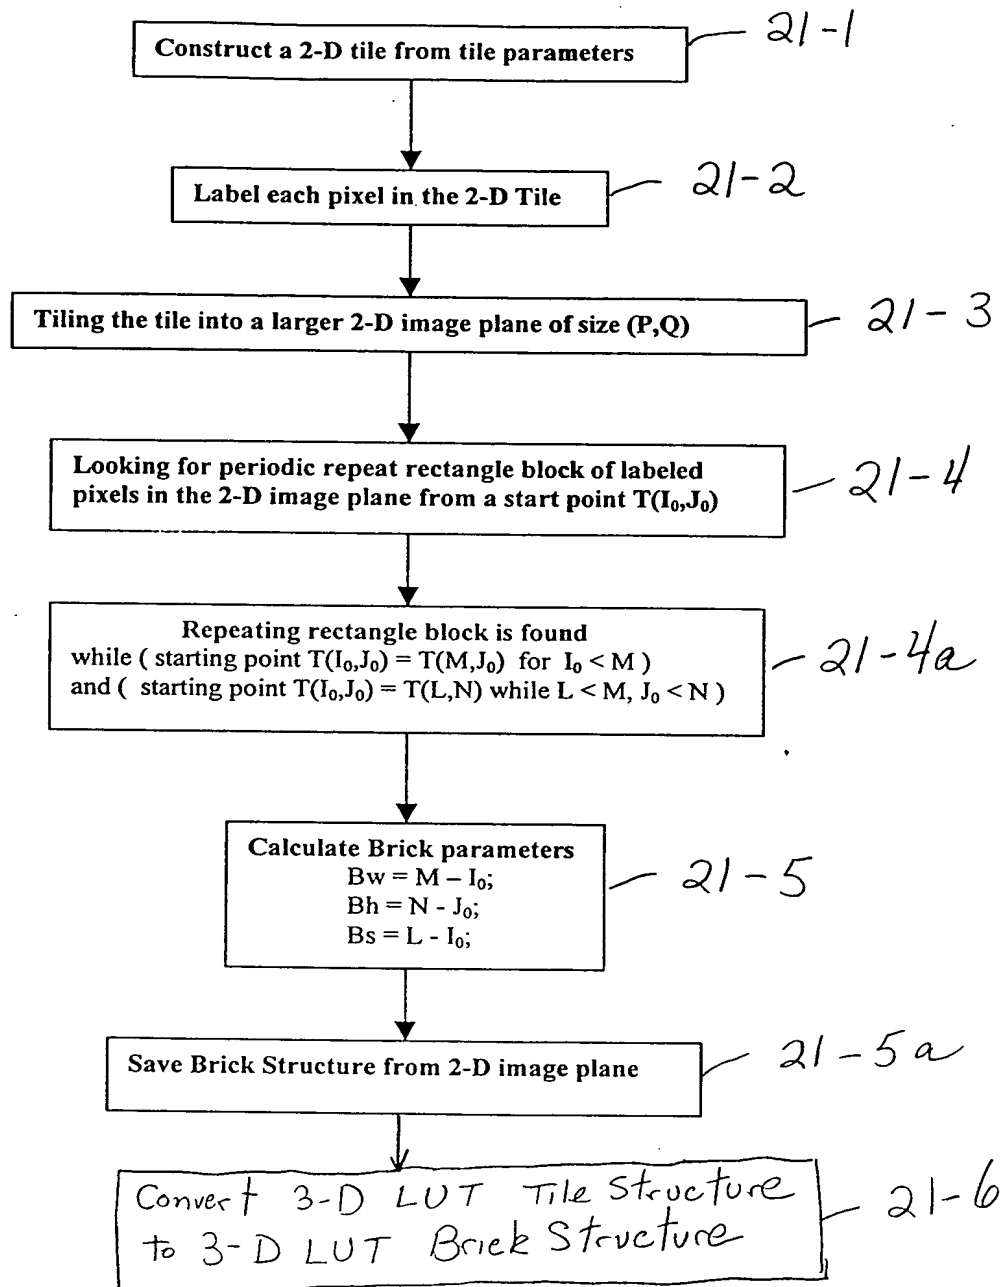 Construct a 2-D tile from tile parameters
21-1
Label each pixel in the 2-D Tile
21-2
Tiling the tile into a larger 2-D image plane of size (P,Q)
21-3
Looking for periodic repeat rectangle block of labeled
pixels in the 2-D image plane from a start point T(I₀,J₀)
21-4
Repeating rectangle block is found
while ( starting point T(I₀,J₀) = T(M,J₀) for I₀ < M )
and ( starting point T(I₀,J₀) = T(L,N) while L < M, J₀ < N )
21-4a
Calculate Brick parameters
Bw = M – I₀;
Bh = N - J₀;
Bs = L - I₀;
21-5
Save Brick Structure from 2-D image plane
21-5a
Convert 3-D LUT Tile Structure
to 3-D LUT Brick Structure
21-6